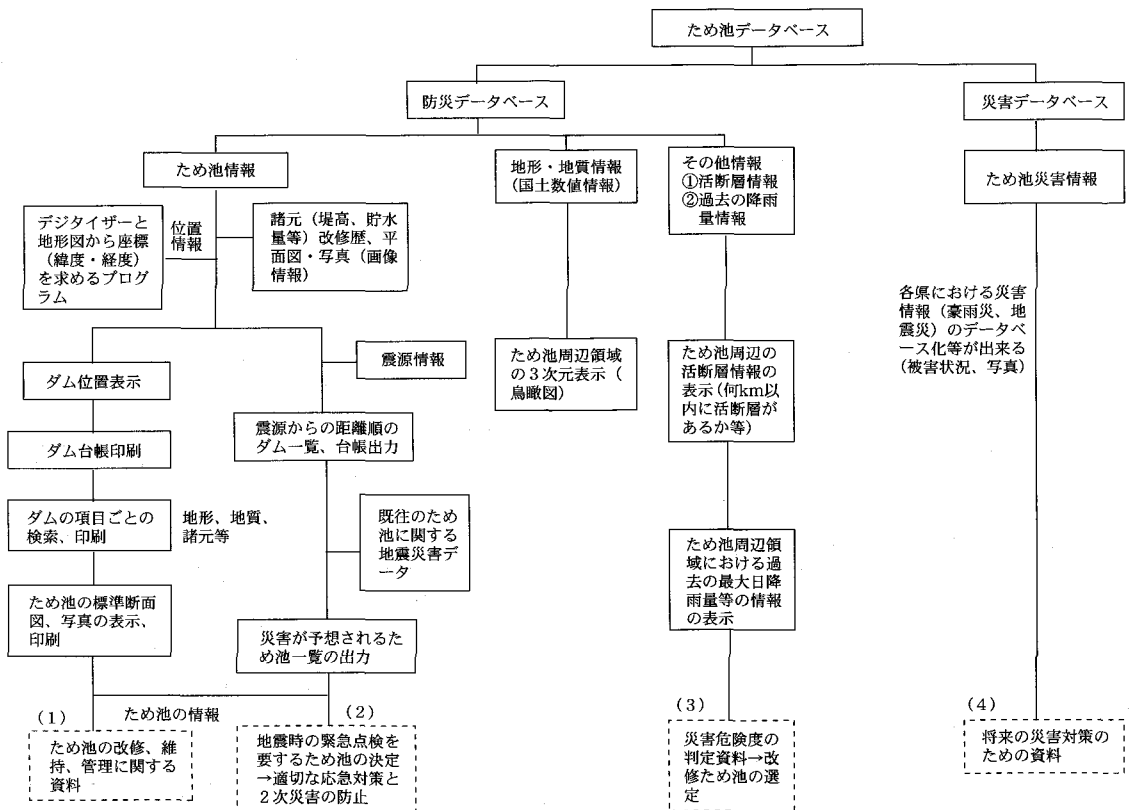 ため池データベース
防災データベース
災害データベース
ため池情報
地形・地質情報
(国土数値情報)
その他情報
①活断層情報
②過去の降雨
量情報
ため池災害情報
デジタイザーと
地形図から座標
(緯度・経度)
を求めるプログ
ラム
位置
情報
諸元(堤高、貯水
量等)改修歴、平
面図・写真(画像
情報)
各県における災害
情報(豪雨災、地
震災)のデータベ
ース化等が出来る
(被害状況、写真)
ダム位置表示
震源情報
ため池周辺領域
の3次元表示(
鳥瞰図)
ため池周辺の
活断層情報の
表示(何km以
内に活断層が
あるか等)
ダム台帳印刷
震源からの距離順の
ダム一覧、台帳出力
ダムの項目ごとの
検索、印刷
地形、地質、
諸元等
既往のため
池に関する
地震災害デ
ータ
ため池周辺領
域における過
去の最大日降
雨量等の情報
の表示
ため池の標準断面
図、写真の表示、
印刷
災害が予想されるた
め池一覧の出力
(1)
ため池の情報
(2)
(3)
(4)
ため池の改修、維
持、管理に関する
資料
地震時の緊急点検を
要するため池の決定
→適切な応急対策と
2次災害の防止
災害危険度の
判定資料→改
修ため池の選
定
将来の災害対策の
ための資料